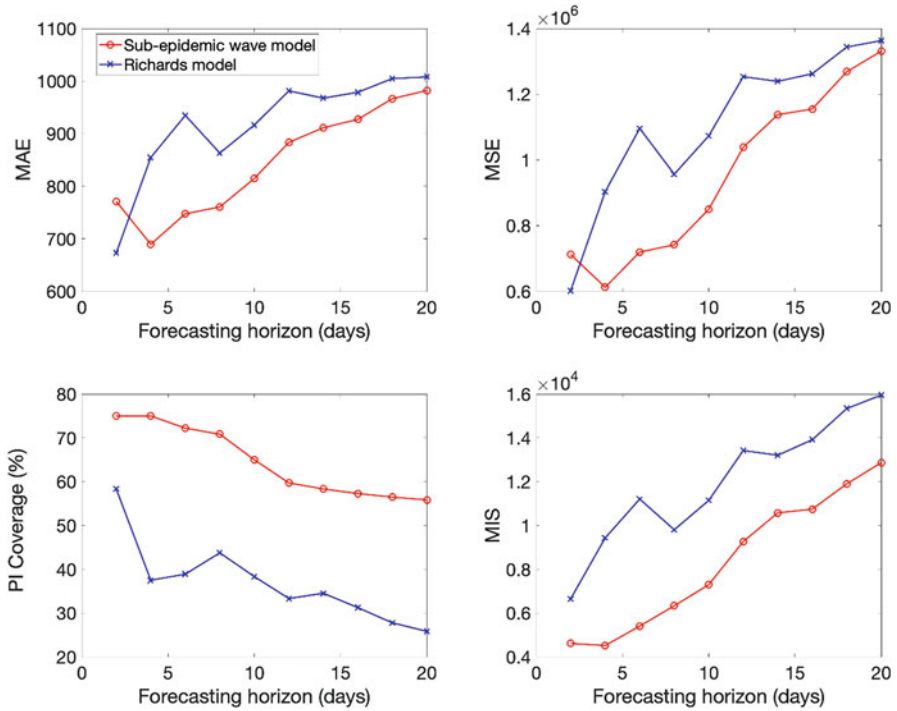 1100
1000
900
800
700
600
MAE
Sub-epidemic wave model
Richards model
0 5 10 15 20
Forecasting horizon (days)
×10⁶
1.4
1.2
1
0.8
0.6
MSE
0 5 10 15 20
Forecasting horizon (days)
80
70
60
50
40
30
20
PI Coverage (%)
0 5 10 15 20
Forecasting horizon (days)
×10⁴
1.6
1.4
1.2
1
0.8
0.6
0.4
MIS
0 5 10 15 20
Forecasting horizon (days)